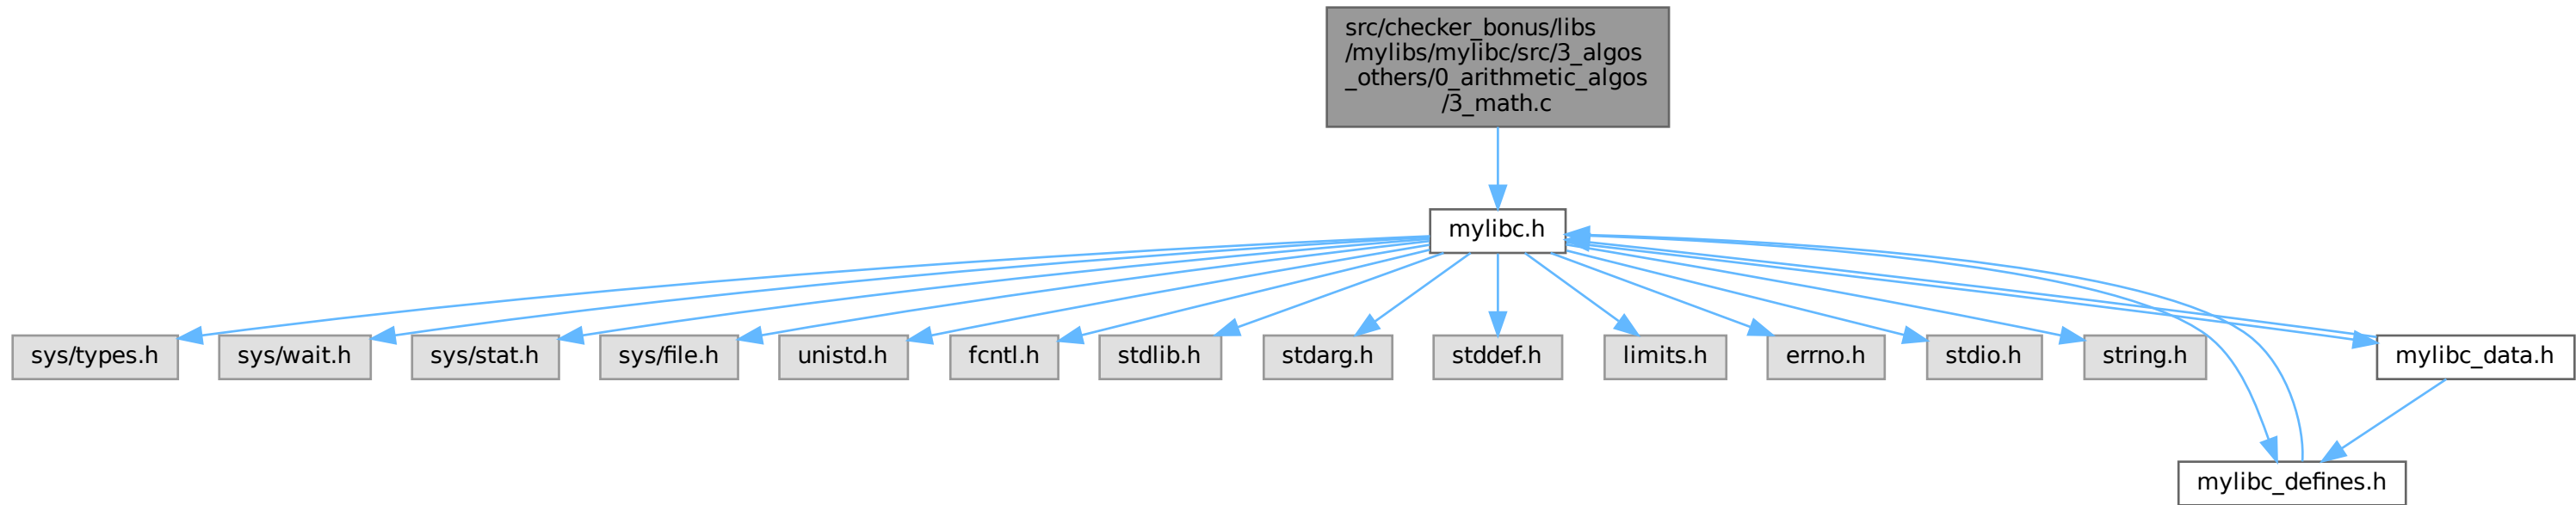 src/checker_bonus/libs
/mylibs/mylibc/src/3_algos
_others/0_arithmetic_algos
/3_math.c
mylibc.h
sys/types.h
sys/wait.h
sys/stat.h
sys/file.h
unistd.h
fcntl.h
stdlib.h
stdarg.h
stddef.h
limits.h
errno.h
stdio.h
string.h
mylibc_data.h
mylibc_defines.h